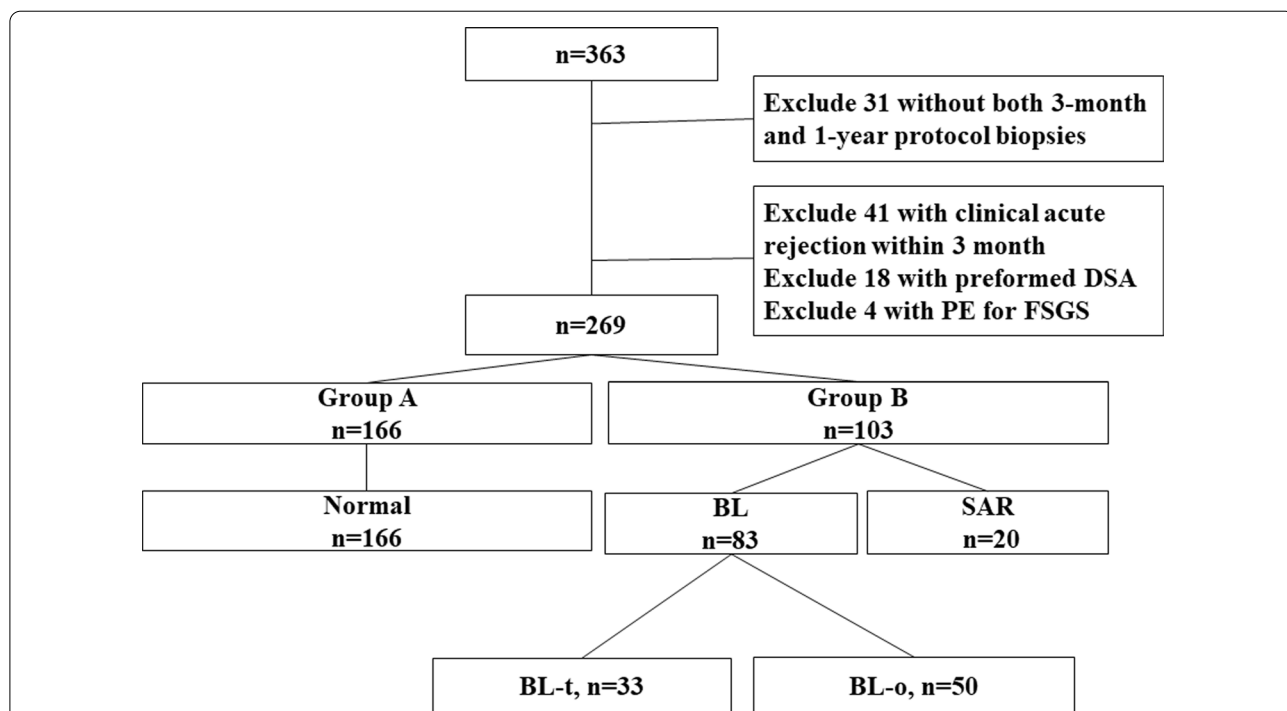 n=363
Exclude 31 without both 3-month
and 1-year protocol biopsies
Exclude 41 with clinical acute
rejection within 3 month
Exclude 18 with preformed DSA
Exclude 4 with PE for FSGS
n=269
Group A
n=166
Group B
n=103
Normal
n=166
BL
n=83
SAR
n=20
BL-t, n=33
BL-o, n=50